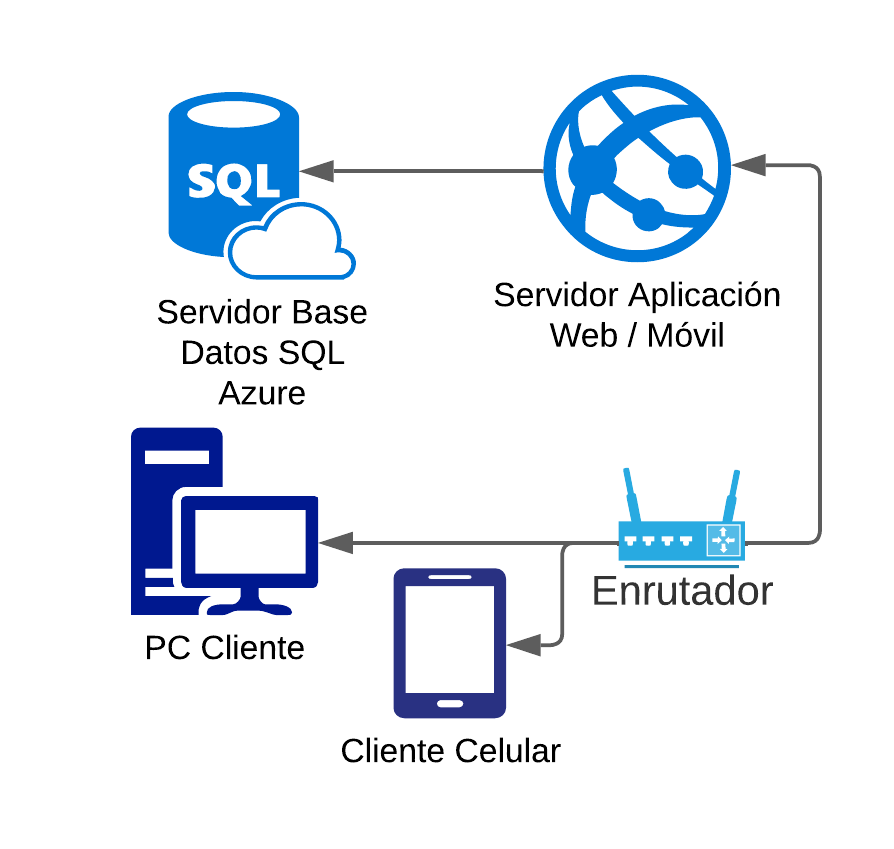 SQL
Servidor Base
Datos SQL
Azure
Servidor Aplicación
Web / Móvil
Enrutador
PC Cliente
Cliente Celular